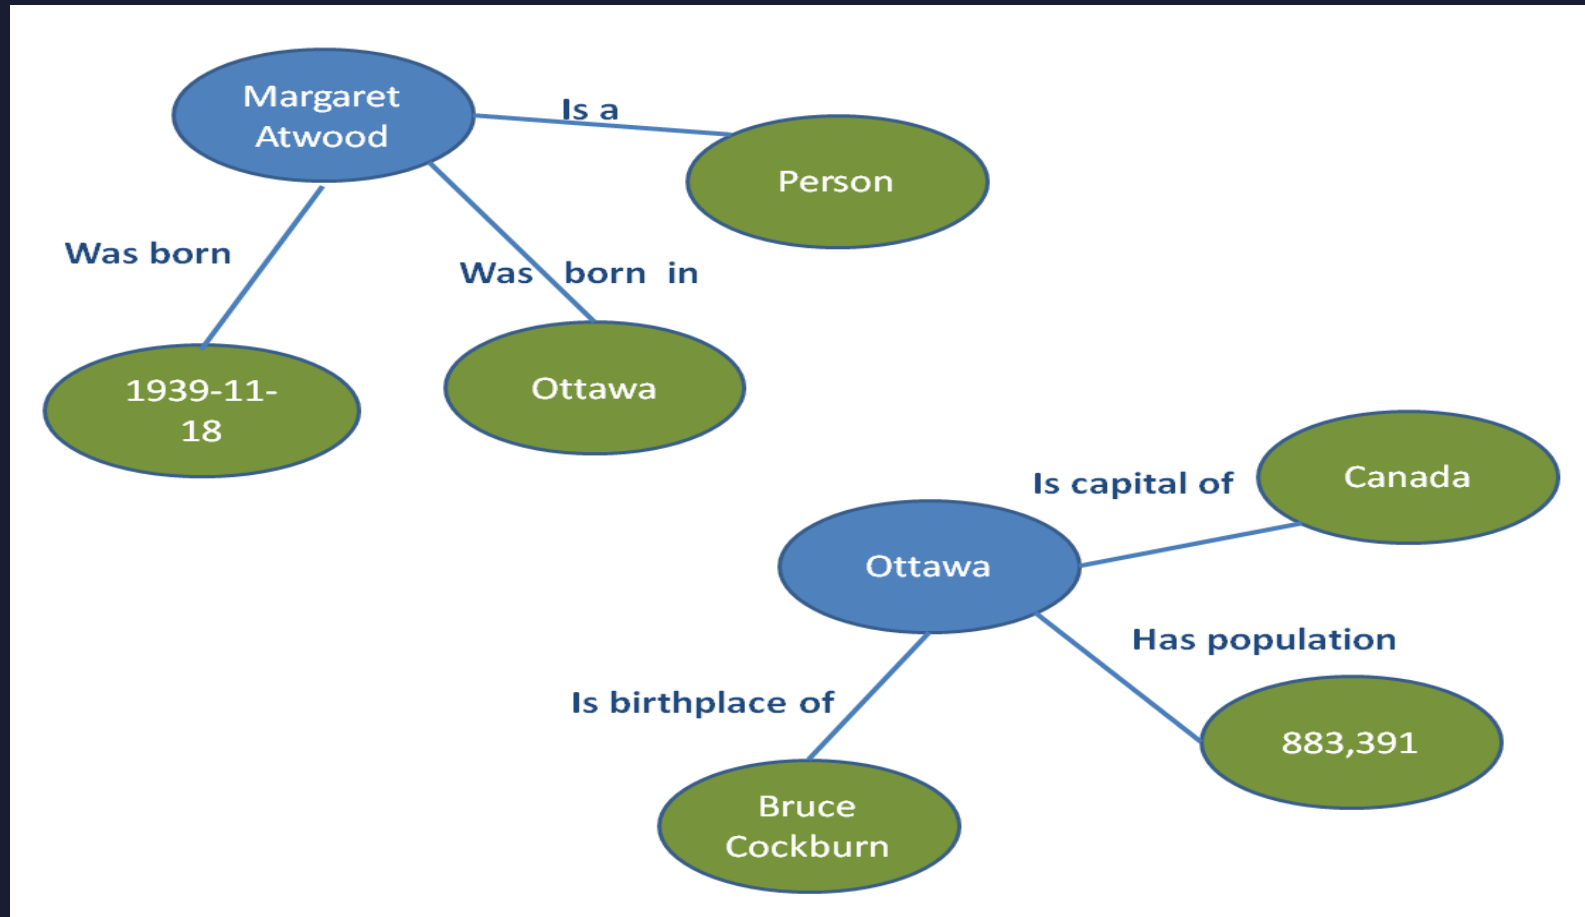 Margaret
Atwood
Is a
Person
Was born
Was born in
1939-11-
18
Ottawa
Is capital of
Canada
Ottawa
Has population
Is birthplace of
883,391
Bruce
Cockburn